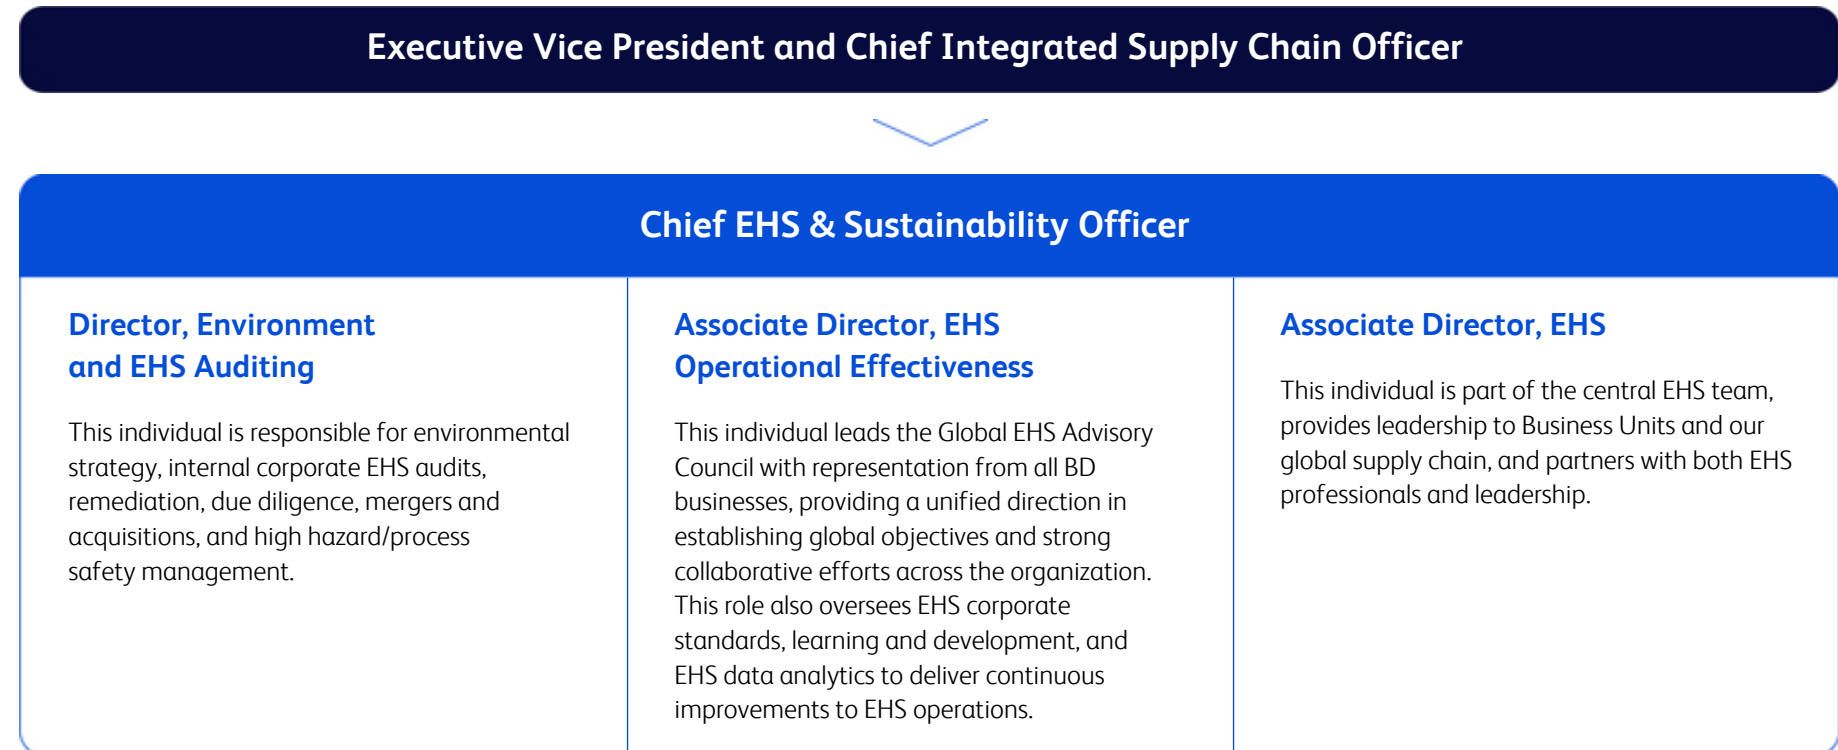 Executive Vice President and Chief Integrated Supply Chain Officer
Chief EHS & Sustainability Officer
Director, Environment
and EHS Auditing
This individual is responsible for environmental
strategy, internal corporate EHS audits,
remediation, due diligence, mergers and
acquisitions, and high hazard/process
safety management.
Associate Director, EHS
Operational Effectiveness
This individual leads the Global EHS Advisory
Council with representation from all BD
businesses, providing a unified direction in
establishing global objectives and strong
collaborative efforts across the organization.
This role also oversees EHS corporate
standards, learning and development, and
EHS data analytics to deliver continuous
improvements to EHS operations.
Associate Director, EHS
This individual is part of the central EHS team,
provides leadership to Business Units and our
global supply chain, and partners with both EHS
professionals and leadership.